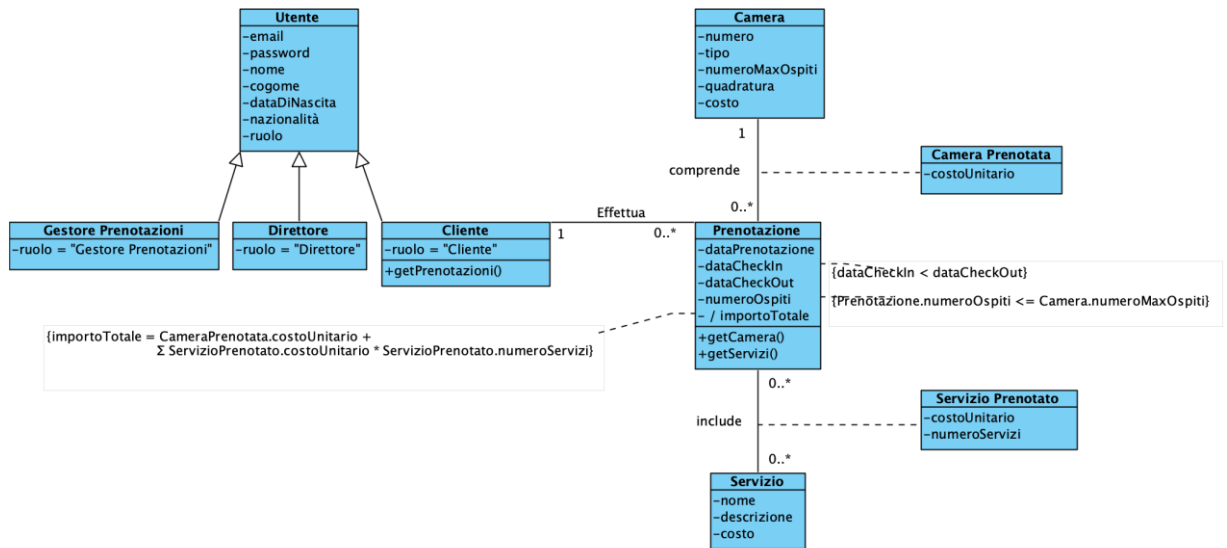 Utente
-email
-password
-nome
-cogome
-dataDiNascita
-nazionalità
-ruolo
Camera
-numero
-tipo
-numeroMaxOspiti
-quadratura
-costo
1
comprende
0..*
Camera Prenotata
-costoUnitario
Gestore Prenotazioni
-ruolo = "Gestore Prenotazioni"
Direttore
-ruolo = "Direttore"
Cliente
-ruolo = "Cliente"
+getPrenotazioni()
Effettua
1
0..*
Prenotazione
-dataPrenotazione
-dataCheckIn
-dataCheckOut
-numeroOspiti
- / importoTotale
+getCamera()
+getServizi()
{dataCheckIn < dataCheckOut}
{Prenotazione.numeroOspiti <= Camera.numeroMaxOspiti}
{importoTotale = CameraPrenotata.costoUnitario +
Σ ServizioPrenotato.costoUnitario * ServizioPrenotato.numeroServizi}
0..*
include
0..*
Servizio Prenotato
-costoUnitario
-numeroServizi
Servizio
-nome
-descrizione
-costo